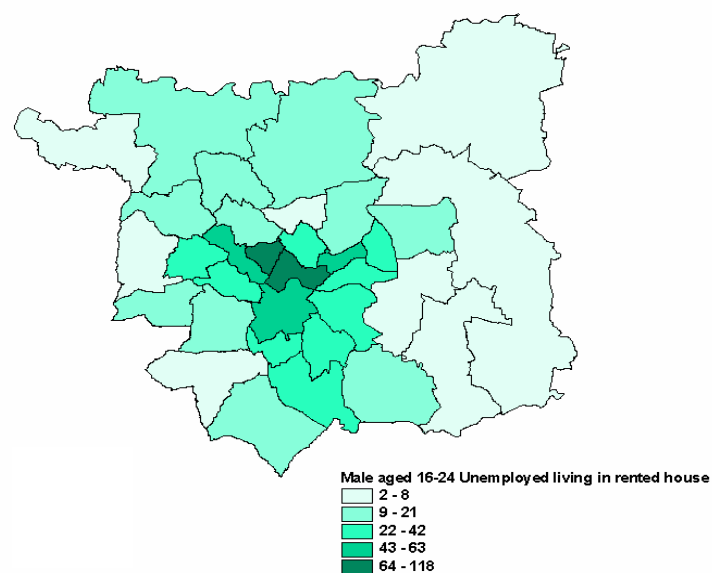 Male aged 16-24 Unemployed living in rented house
2 - 8
9 - 21
22 - 42
43 - 63
64 - 118